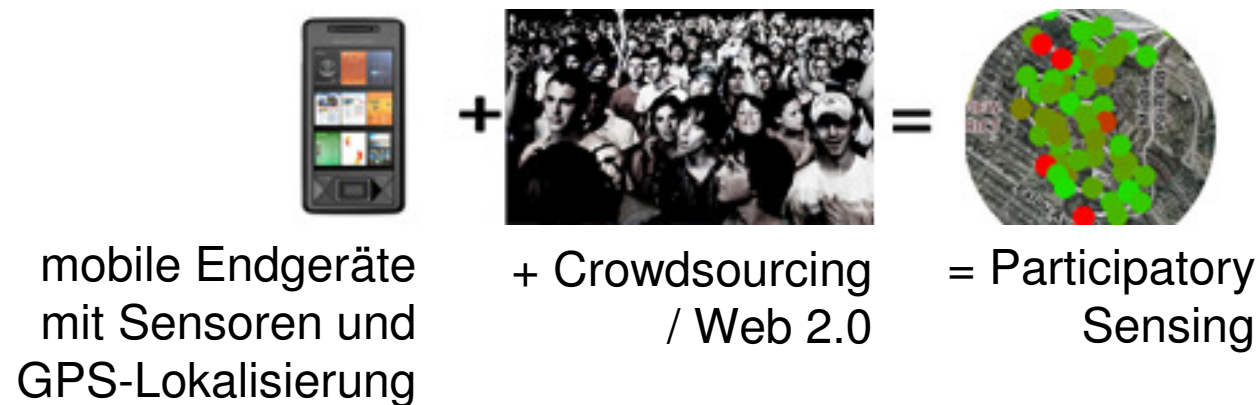 +
=
mobile Endgeräte
mit Sensoren und
GPS-Lokalisierung
+ Crowdsourcing
/ Web 2.0
= Participatory
Sensing